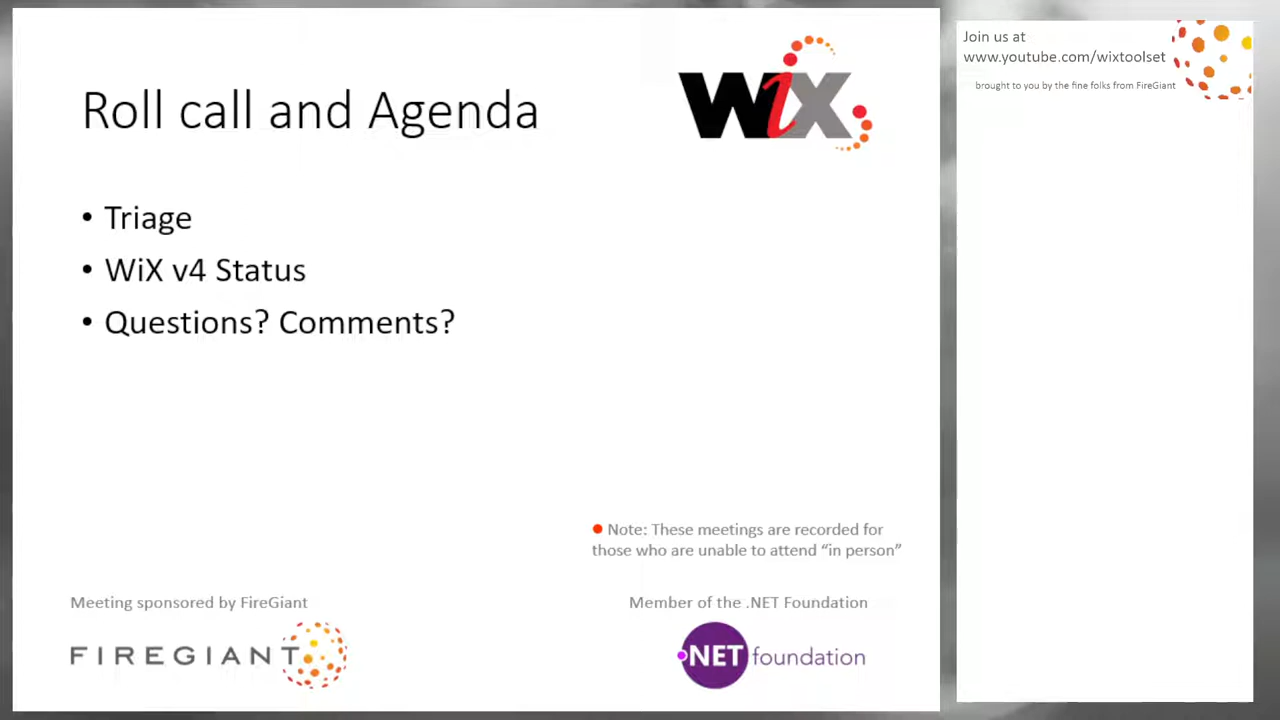 Roll call and Agenda
WiX
• Triage
• WiX v4 Status
• Questions? Comments?
Note: These meetings are recorded for
those who are unable to attend “in person”
Meeting sponsored by FireGiant
FIREGIANT
Member of the .NET Foundation
.NET foundation
Join us at
www.youtube.com/wixtoolset
brought to you by the fine folks from FireGiant